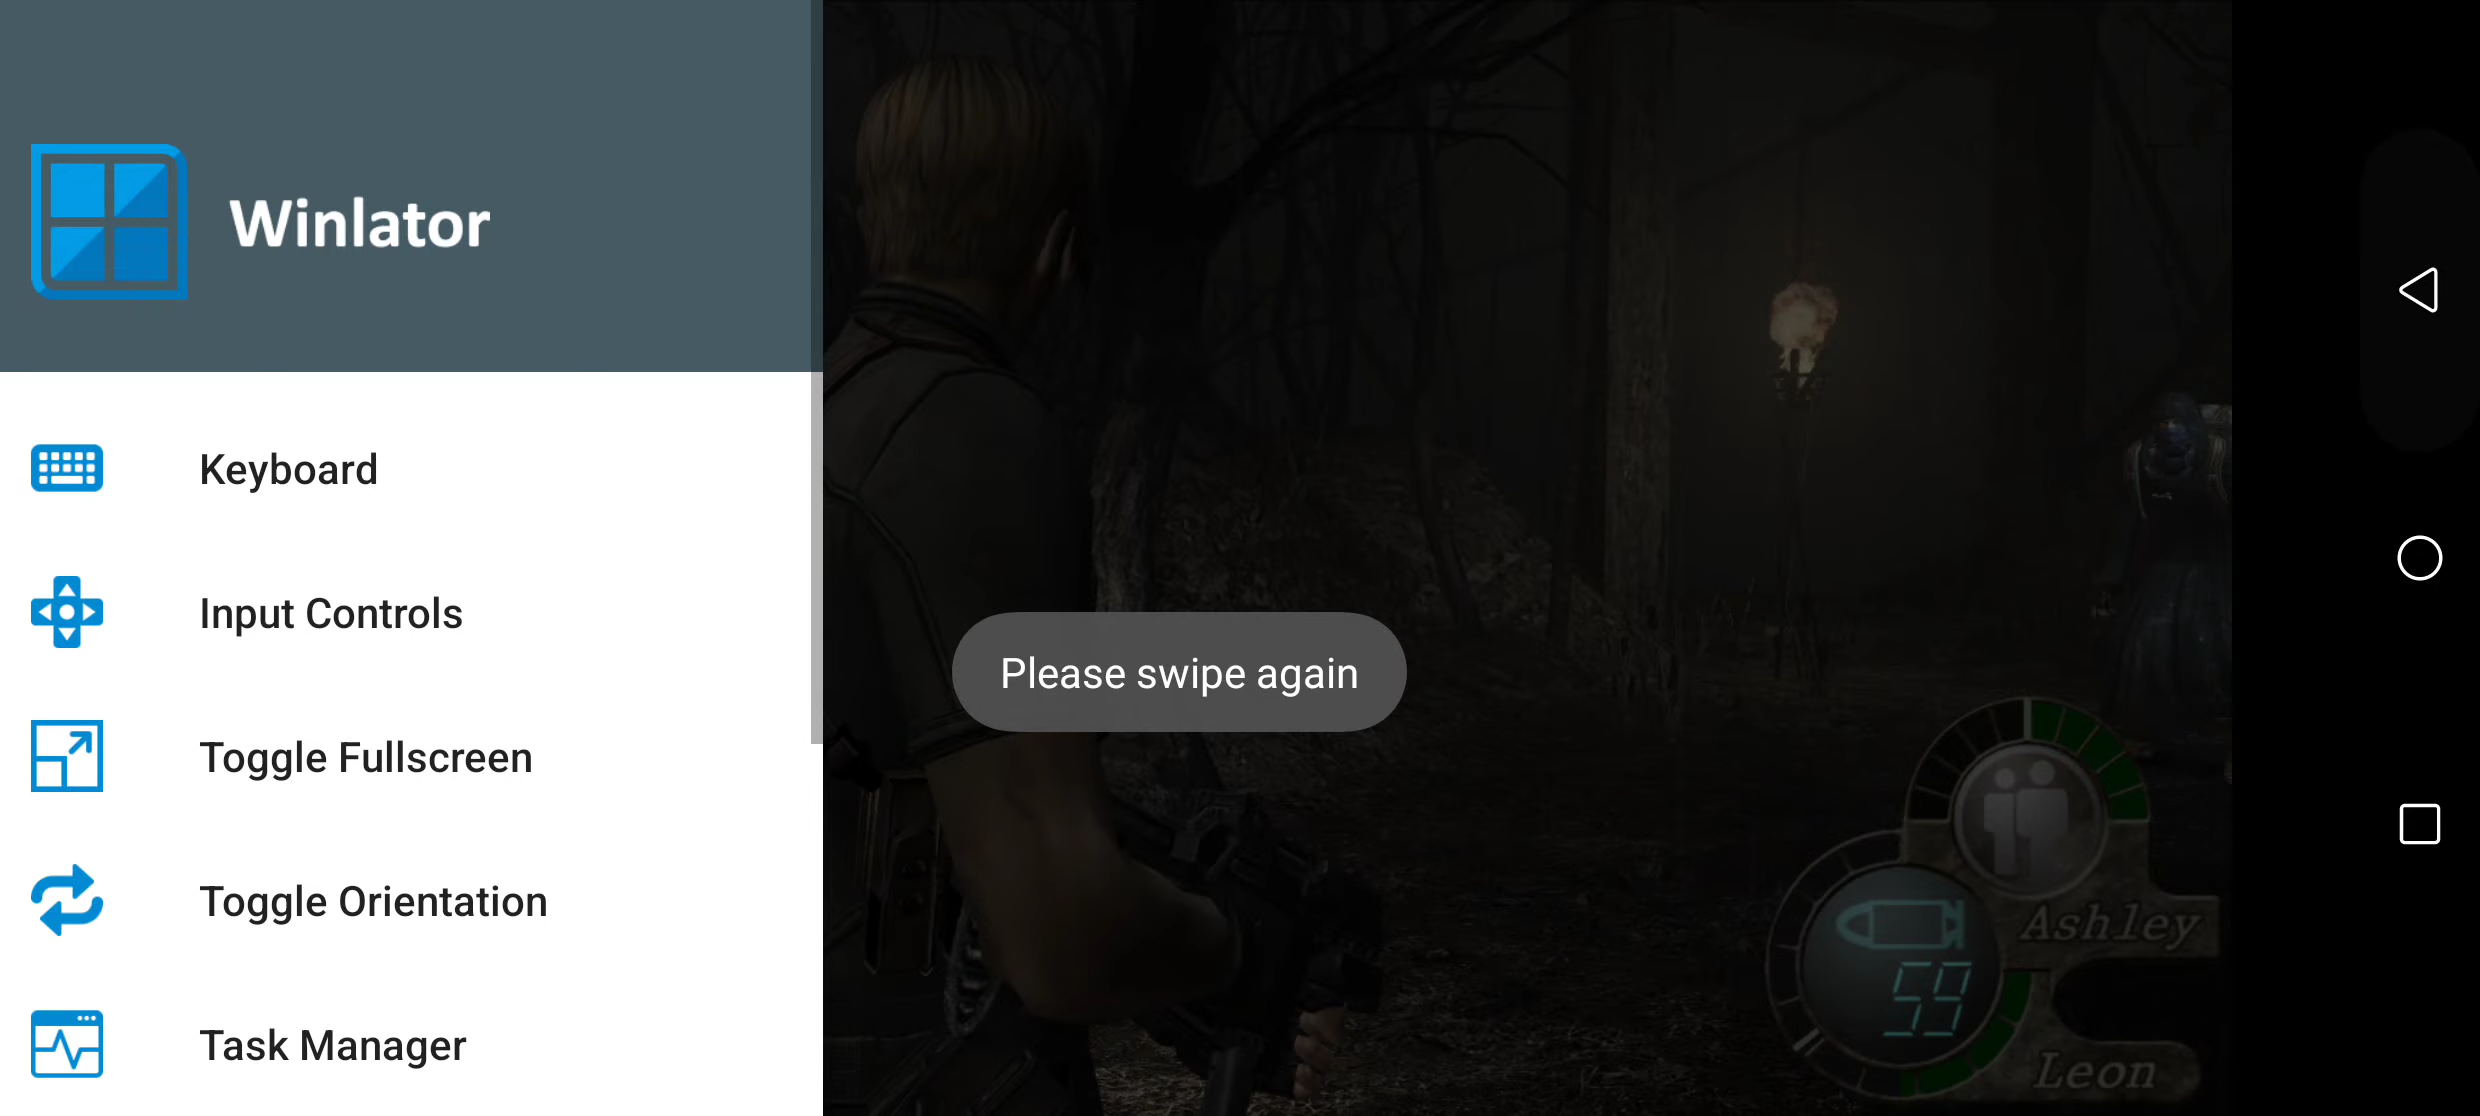 Winlator
Keyboard
Input Controls
Toggle Fullscreen
Toggle Orientation
Task Manager
Please swipe again
Ashley
59
Leon